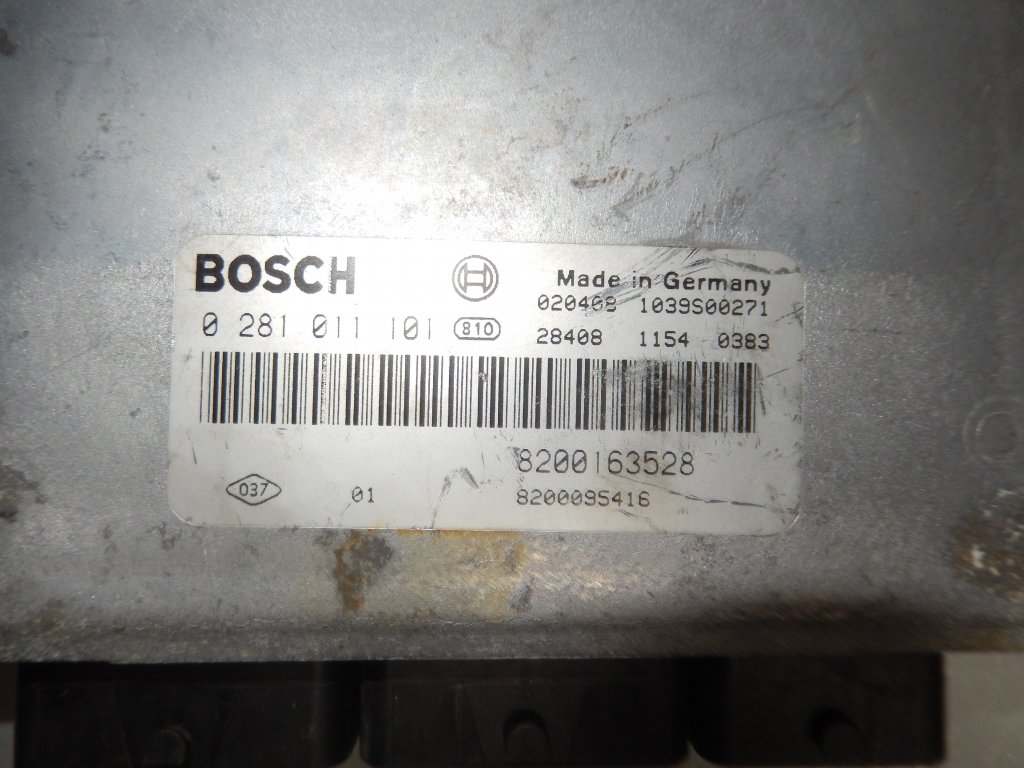 BOSCH
Made in Germany
020408 1039S00271
0 281 011 101 810
28408 1154 0383
8200163528
037 01 8200095416